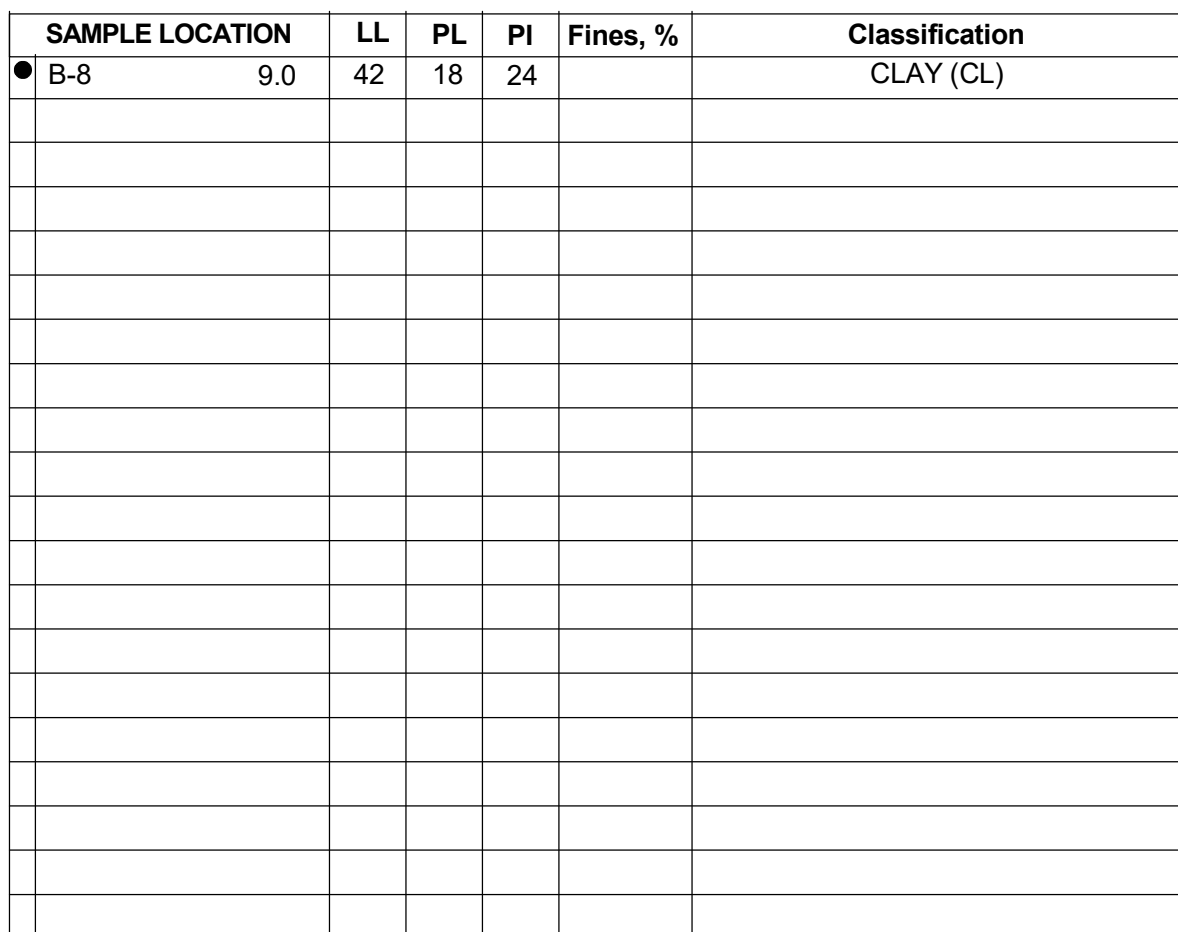 SAMPLE LOCATION LL PL PI Fines, % Classification
B-8 9.0 42 18 24 CLAY (CL)